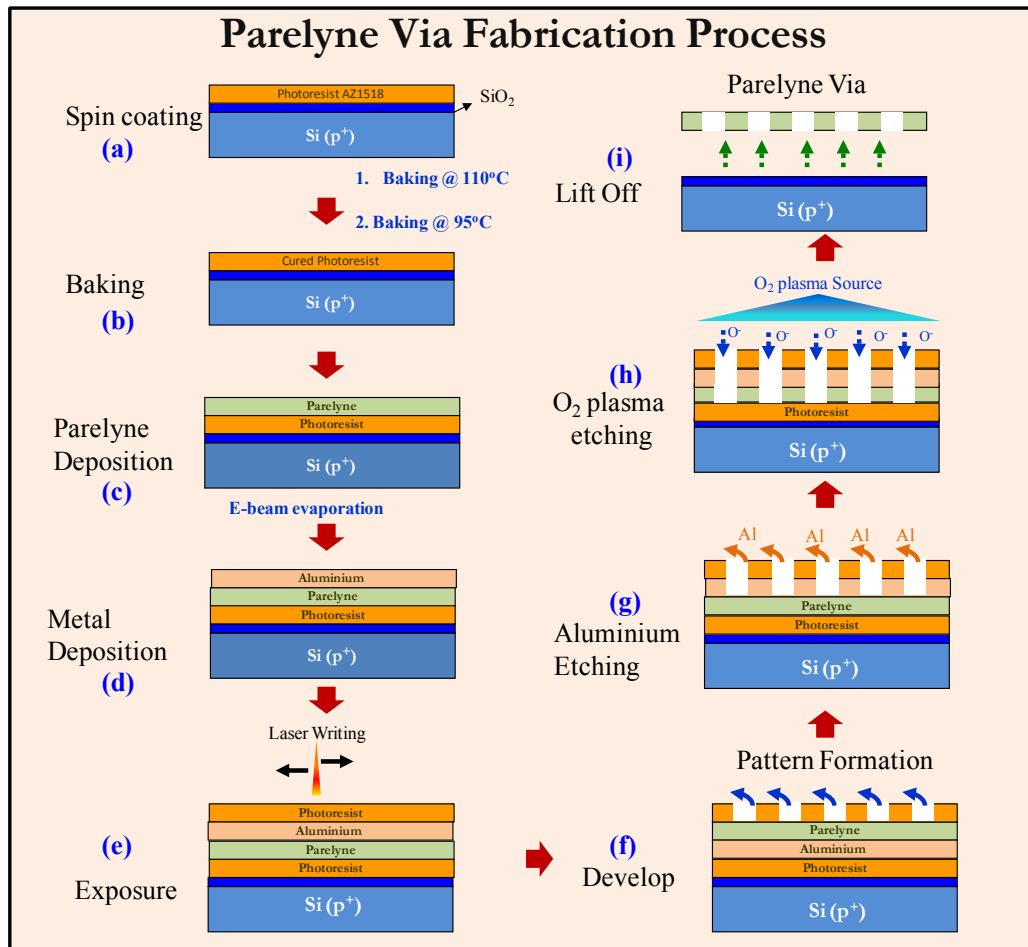 Parelyne Via Fabrication Process
Spin coating
(a)
Photoresist AZ1518
SiO2
Si (p+)
1. Baking @ 110oC
2. Baking @ 95oC
Baking
(b)
Cured Photoresist
Si (p+)
Parelyne
Deposition
(c)
Parelyne
Photoresist
Si (p+)
E-beam evaporation
Metal
Deposition
(d)
Aluminium
Parelyne
Photoresist
Si (p+)
Laser Writing
(e)
Exposure
Photoresist
Aluminium
Parelyne
Photoresist
Si (p+)
Pattern Formation
(f)
Develop
Parelyne
Aluminium
Photoresist
Si (p+)
(g)
Aluminium
Etching
Al Al Al Al Al
Parelyne
Photoresist
Si (p+)
O2 plasma Source
O- O- O- O- O-
(h)
O2 plasma
etching
Photoresist
Si (p+)
Parelyne Via
(i)
Lift Off
Si (p+)